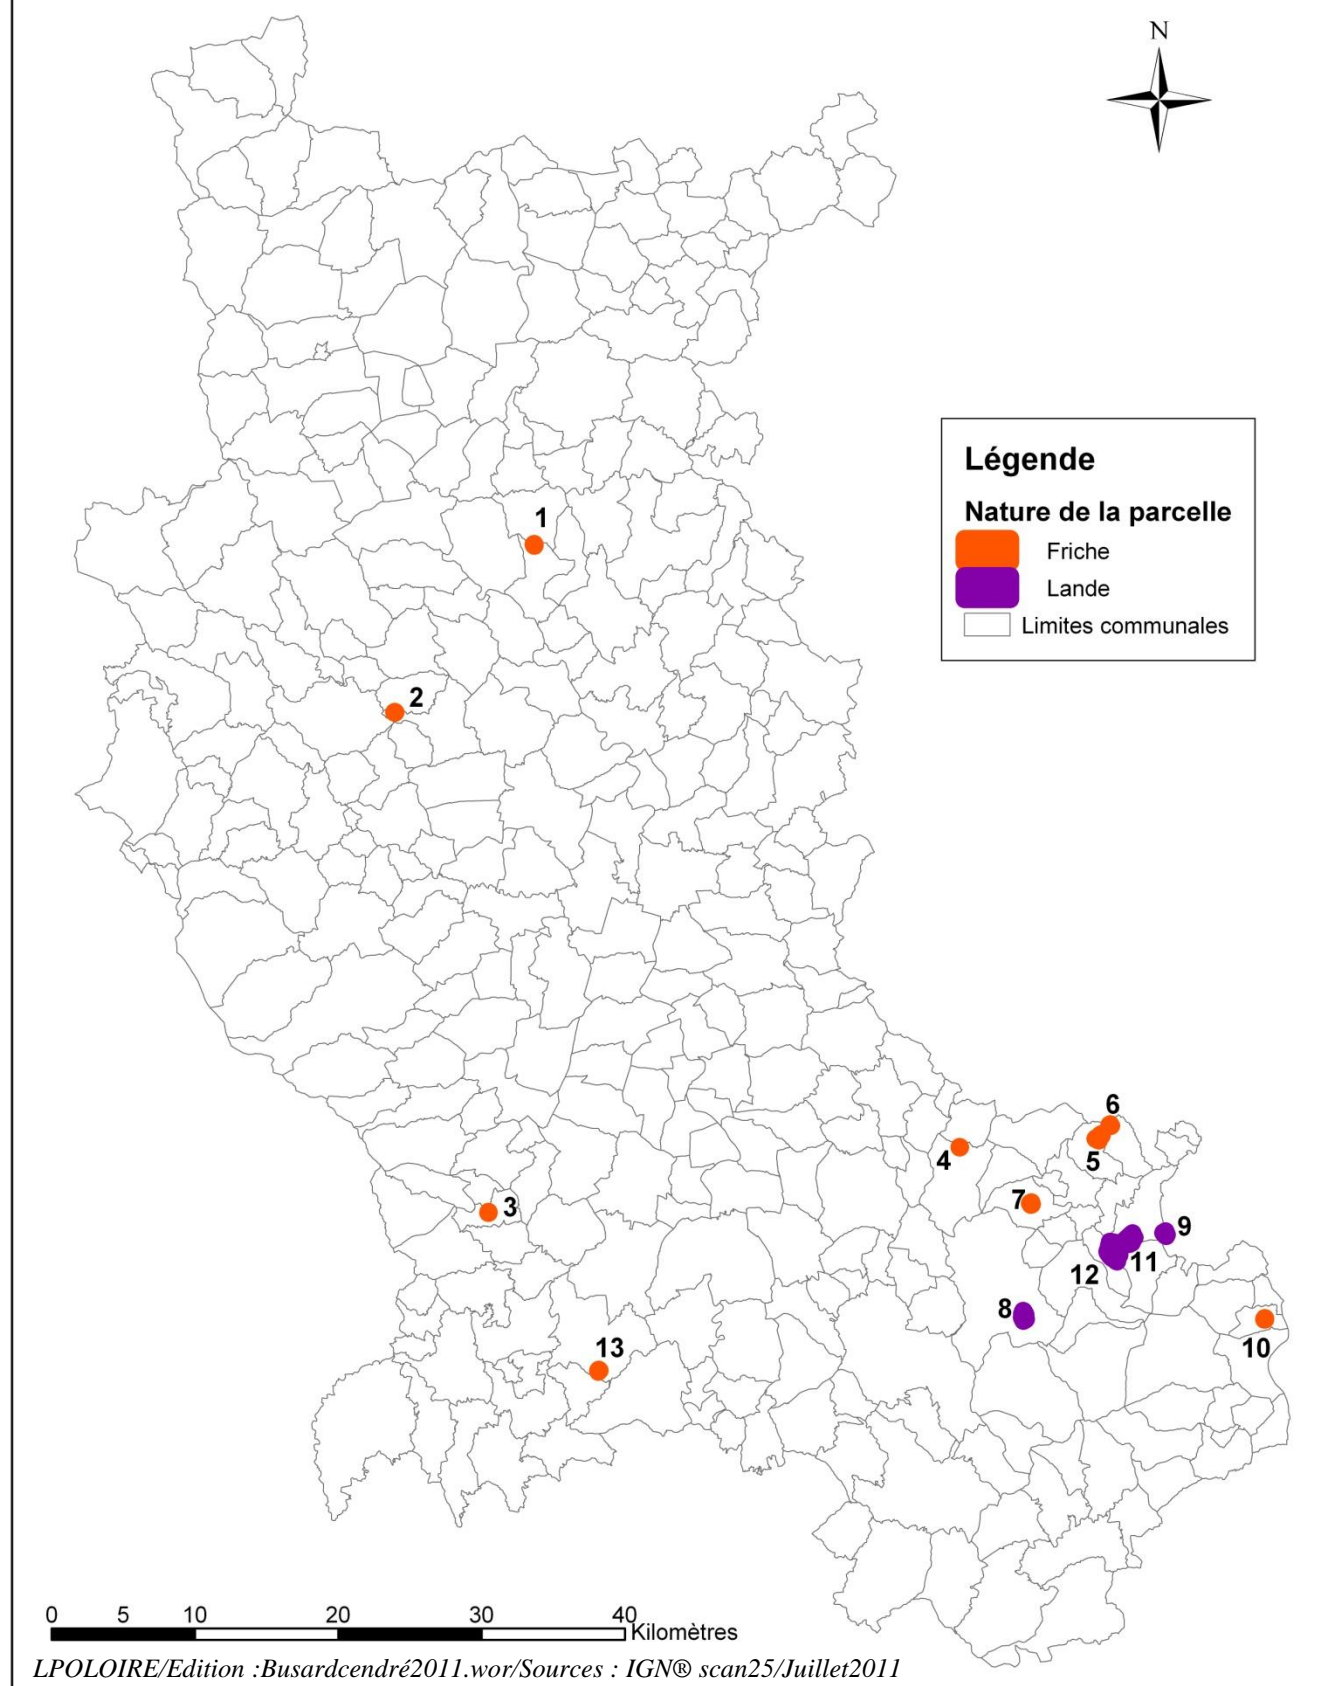 N
Légende
Nature de la parcelle
Friche
Lande
Limites communales
1
2
3
4
5
6
7
8
9
10
11
12
13
0 5 10 20 30 40 Kilomètres
LPOLOIRE/Edition :Busardcendré2011.wor/Sources : IGN® scan25/Juillet2011